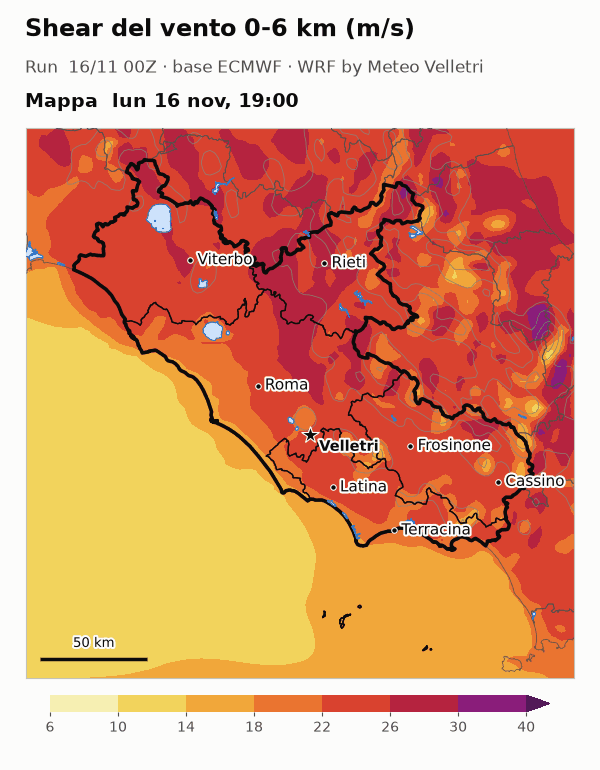 Shear del vento 0-6 km (m/s)
Run  16/11 00Z · base ECMWF · WRF by Meteo Velletri
Mappa  lun 16 nov, 19:00
Viterbo
Rieti
Roma
Velletri
Frosinone
Cassino
Latina
Terracina
50 km
6 10 14 18 22 26 30 40